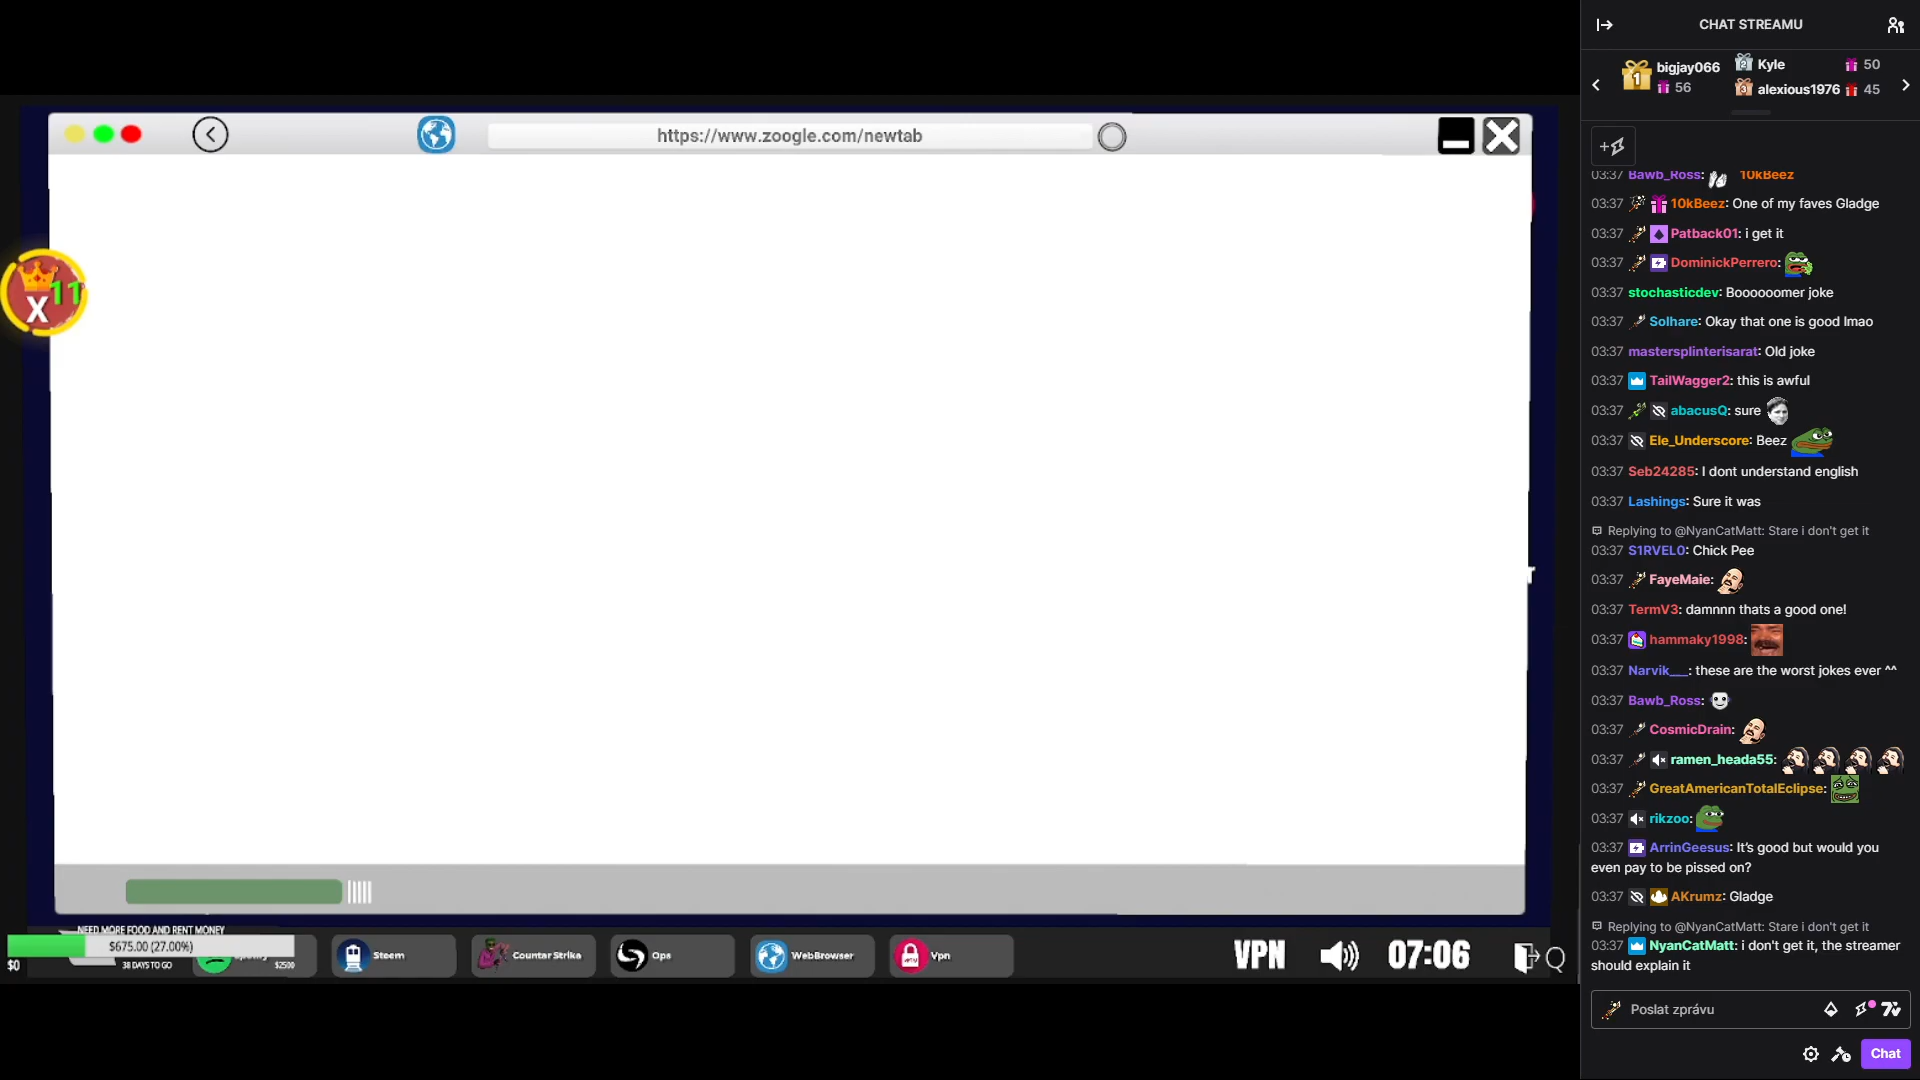 https://www.zoogle.com/newtab
X11
NEED MORE FOOD AND RENT MONEY
$675.00 (27.00%)
$0
38 DAYS TO GO
$2500
Steem
Countar Strika
Ops
WebBrowser
Vpn
VPN
07:06
Q
CHAT STREAMU
1 bigjay066
56
2 Kyle 50
3 alexious1976 45
03:37 Bawb_Ross: 10kBeez
03:37 10kBeez: One of my faves Gladge
03:37 Patback01: i get it
03:37 DominickPerrero:
03:37 stochasticdev: Boooooomer joke
03:37 Solhare: Okay that one is good lmao
03:37 mastersplinterisarat: Old joke
03:37 TailWagger2: this is awful
03:37 abacusQ: sure
03:37 Ele_Underscore: Beez
03:37 Seb24285: I dont understand english
03:37 Lashings: Sure it was
Replying to @NyanCatMatt: Stare i don't get it
03:37 S1RVEL0: Chick Pee
03:37 FayeMaie:
03:37 TermV3: damnnn thats a good one!
03:37 hammaky1998:
03:37 Narvik___: these are the worst jokes ever ^^
03:37 Bawb_Ross:
03:37 CosmicDrain:
03:37 ramen_heada55:
03:37 GreatAmericanTotalEclipse:
03:37 rikzoo:
03:37 ArrinGeesus: It's good but would you
even pay to be pissed on?
03:37 AKrumz: Gladge
Replying to @NyanCatMatt: Stare i don't get it
03:37 NyanCatMatt: i don't get it, the streamer
should explain it
Poslat zprávu
Chat